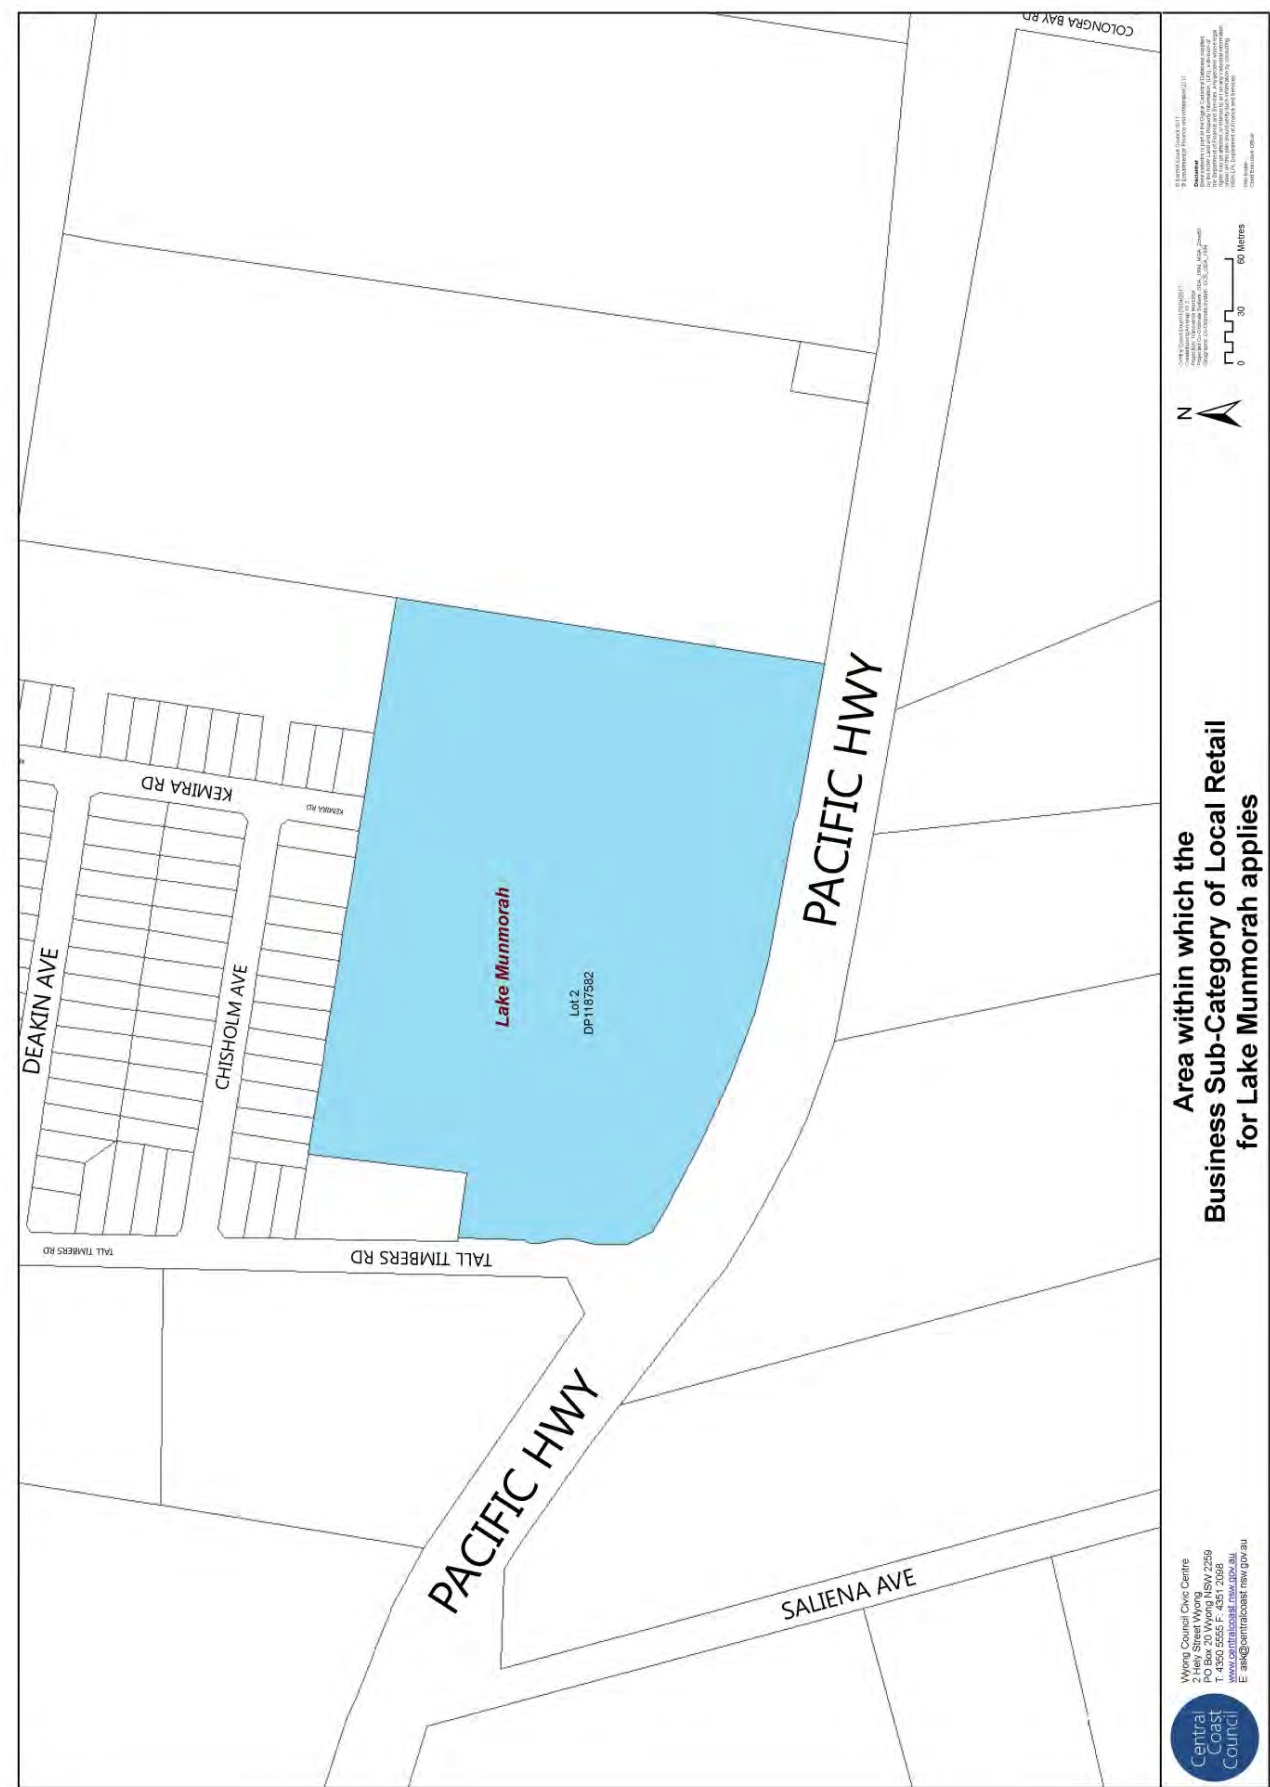 COLONGRA BAY RD
PACIFIC HWY
KEMIRA RD
KEMIRA RD
DEAKIN AVE
CHISHOLM AVE
Lake Munmorah
Lot 2
DP1187582
TALL TIMBERS RD
TALL TIMBERS RD
PACIFIC HWY
SALIENA AVE
Wyong Council Civic Centre
2 Hely Street Wyong
PO Box 20 Wyong NSW 2259
T: 4350 5555 F: 4351 2098
www.centralcoast.nsw.gov.au
E: ask@centralcoast.nsw.gov.au
Central
Coast
Council
Area within which the
Business Sub-Category of Local Retail
for Lake Munmorah applies
N
0 30 60 Metres
Disclaimer
Chief Executive Officer